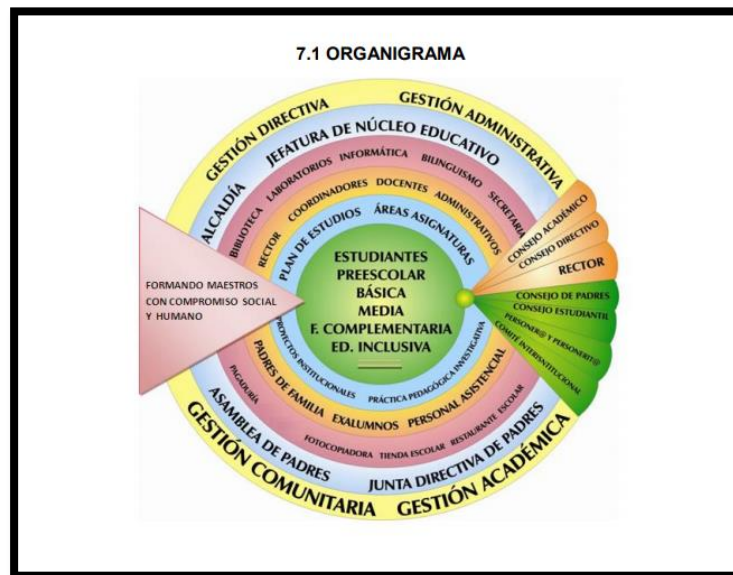 7.1 ORGANIGRAMA
GESTIÓN DIRECTIVA
GESTIÓN ADMINISTRATIVA
ALCALDÍA
JEFATURA DE NÚCLEO EDUCATIVO
BIBLIOTECA
LABORATORIOS
INFORMÁTICA
BILINGUISMO
SECRETARIA
RECTOR
COORDINADORES
DOCENTES
ADMINISTRATIVOS
PLAN DE ESTUDIOS
ÁREAS ASIGNATURAS
ESTUDIANTES
PREESCOLAR
BÁSICA
MEDIA
F. COMPLEMENTARIA
ED. INCLUSIVA
FORMANDO MAESTROS
CON COMPROMISO SOCIAL
Y HUMANO
CONSEJO ACADÉMICO
CONSEJO DIRECTIVO
RECTOR
CONSEJO DE PADRES
CONSEJO ESTUDIANTIL
PERSONER@ Y PERSONERIT@
COMITÉ INTERISNTITUCIONAL
PROYECTOS INSTITUCIONALES
PRÁCTICA PEDAGÓGICA INVESTIGATIVA
PADRES DE FAMILIA
EXALUMNOS
PERSONAL ASISTENCIAL
PAGADURÍA
FOTOCOPIADORA
TIENDA ESCOLAR
RESTAURANTE ESCOLAR
ASAMBLEA DE PADRES
JUNTA DIRECTIVA DE PADRES
GESTIÓN COMUNITARIA
GESTIÓN ACADÉMICA